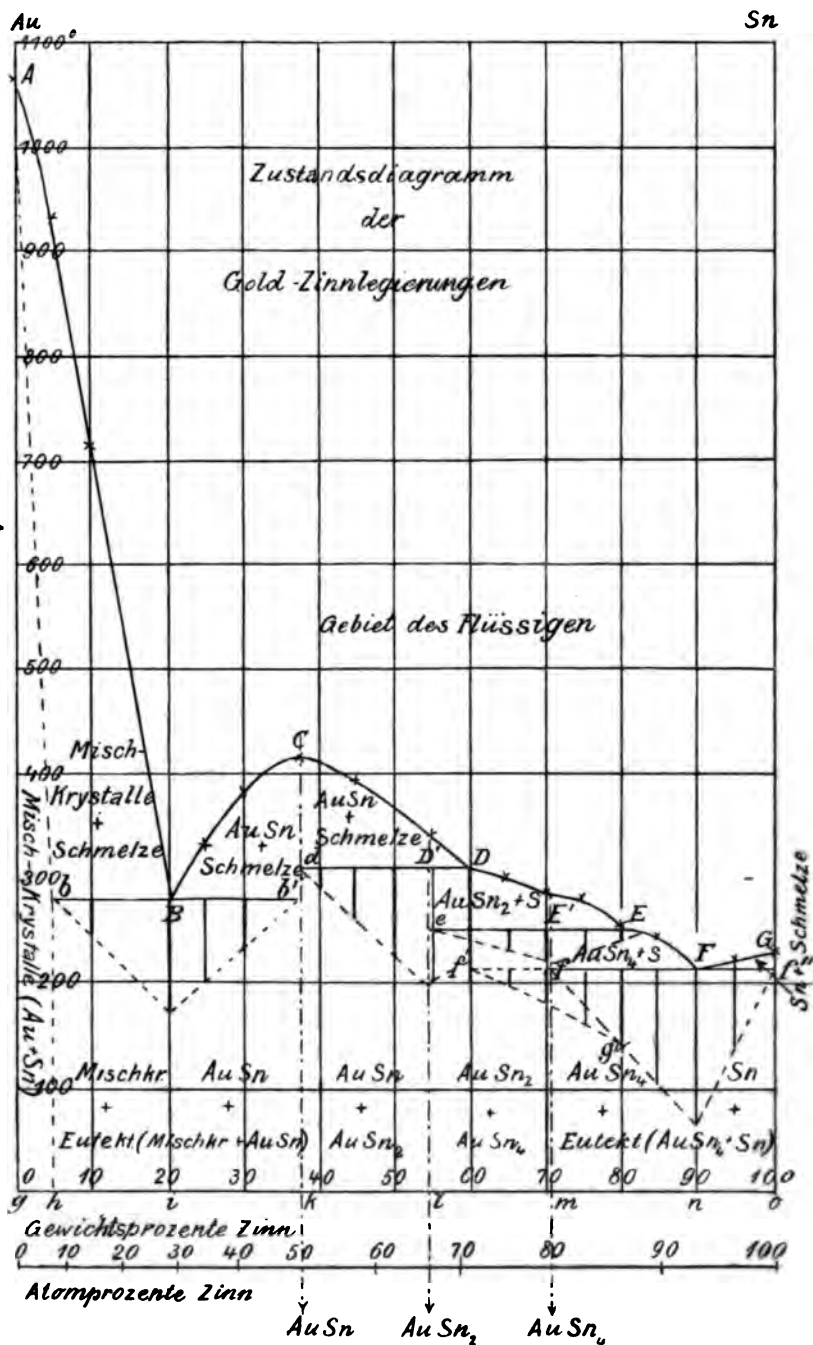 Au Sn
1100°
A
1000
Zustandsdiagramm
der
900
Gold-Zinnlegierungen
800
700
600
Gebiet des Flüssigen
500
C
Misch-
400
Krystalle
+
Schmelze
AuSn
+
Schmelze
AuSn
+
Schmelze
d D' D
300
b B b'
AuSn₂+S
E' E
e
AuSn₄+S
F G
f' f''
200
g''
Misch-Krystalle (Au+Sn)
Sn + Schmelze
100
Mischkr AuSn AuSn AuSn₂ AuSn₄ Sn
+ + + + + +
Eutekt (Mischkr + AuSn) AuSn₂ AuSn₄ Eutekt (AuSn₄ + Sn)
0 10 20 30 40 50 60 70 80 90 100
g h i k l m n o
Gewichtsprozente Zinn
0 10 20 30 40 50 60 70 80 90 100
Atomprozente Zinn
AuSn AuSn₂ AuSn₄